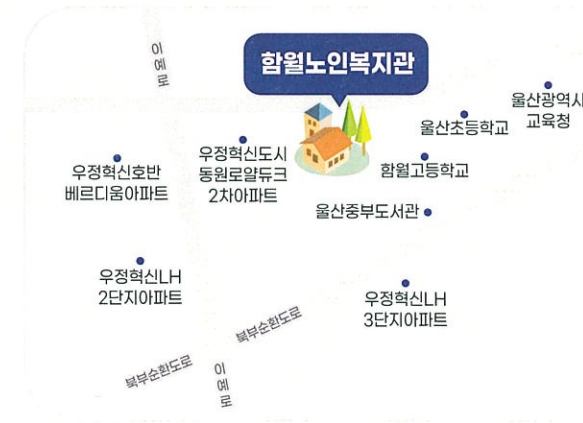 이예로
함월노인복지관
울산광역시
교육청
울산초등학교
우정혁신도시
동원로얄듀크
2차아파트
함월고등학교
우정혁신호반
베르디움아파트
울산중부도서관
우정혁신LH
2단지아파트
우정혁신LH
3단지아파트
북부순환도로
북부순환도로
이예로